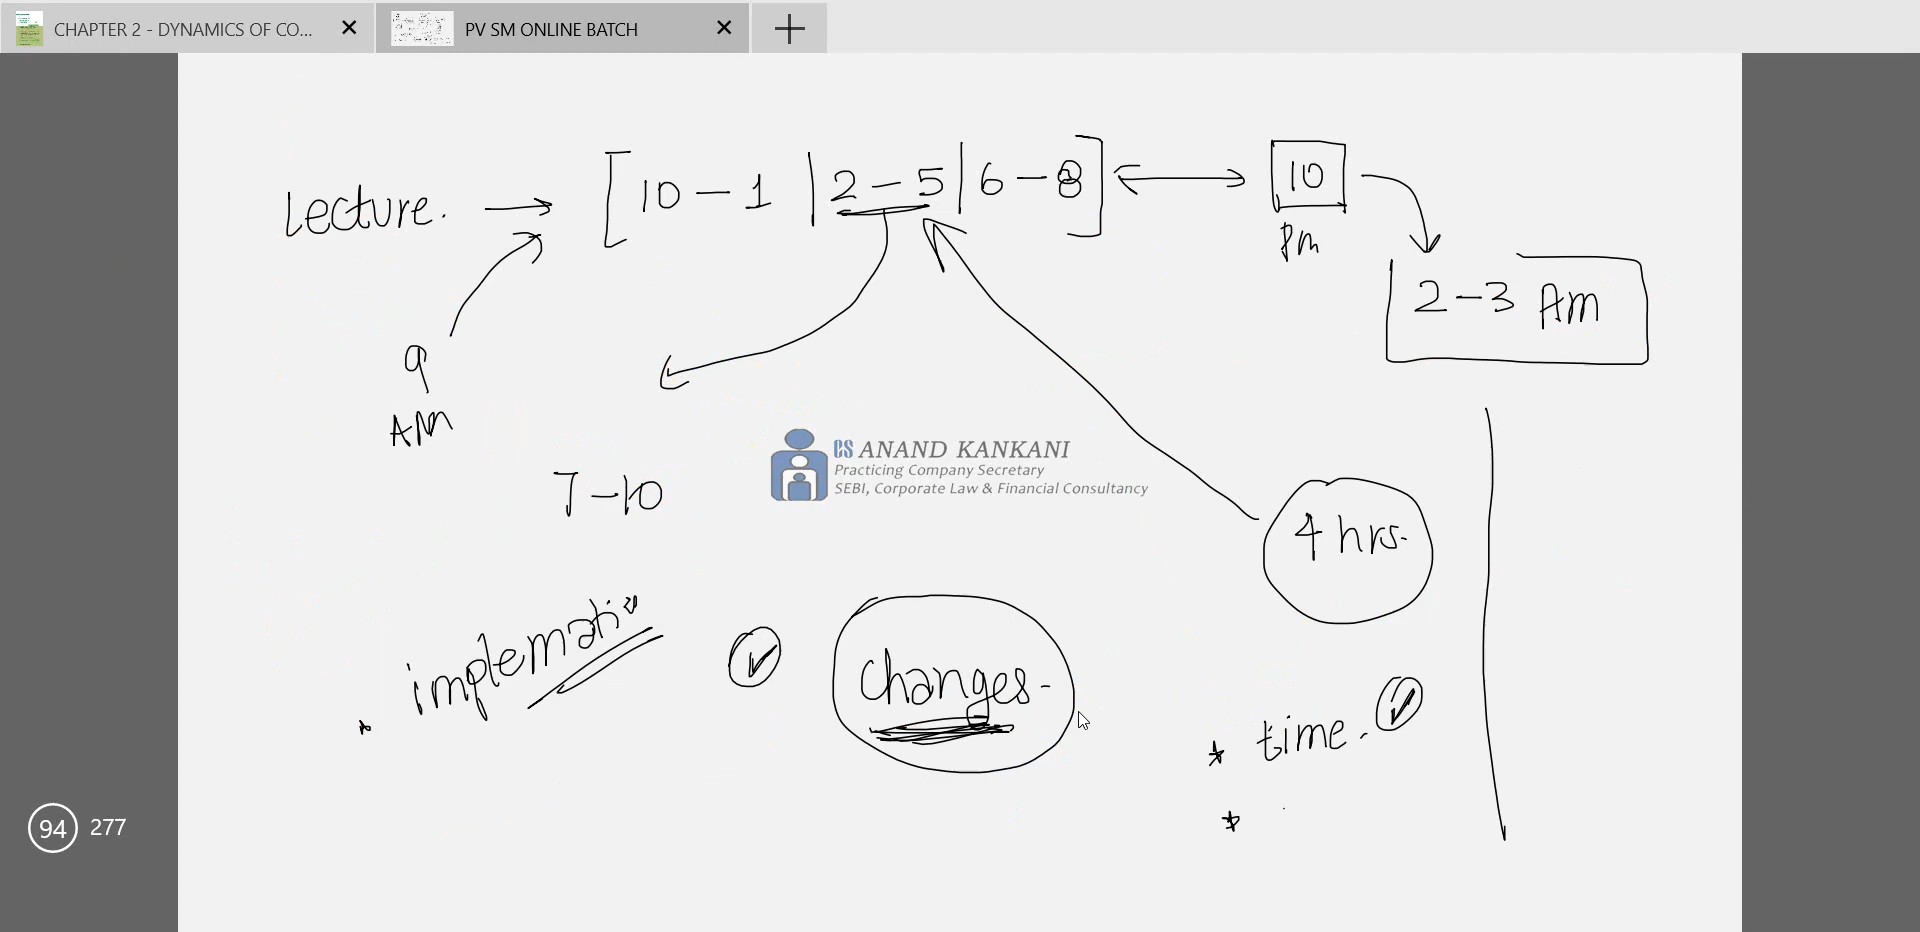 CHAPTER 2 - DYNAMICS OF CO...
PV SM ONLINE BATCH
Lecture. [10 - 1 | 2 - 5 | 6 - 8] 10
Pm
2-3 Am
9
AM
CS ANAND KANKANI
Practicing Company Secretary
SEBI, Corporate Law & Financial Consultancy
7-10
4 hrs.
changes.
* time.
*
94 277